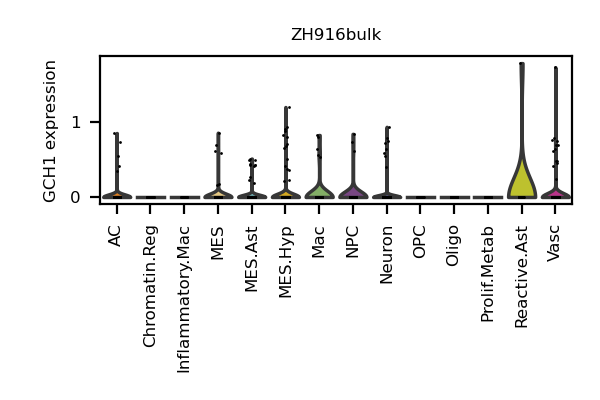 ZH916bulk
GCH1 expression
1
0
AC
Chromatin.Reg
Inflammatory.Mac
MES
MES.Ast
MES.Hyp
Mac
NPC
Neuron
OPC
Oligo
Prolif.Metab
Reactive.Ast
Vasc